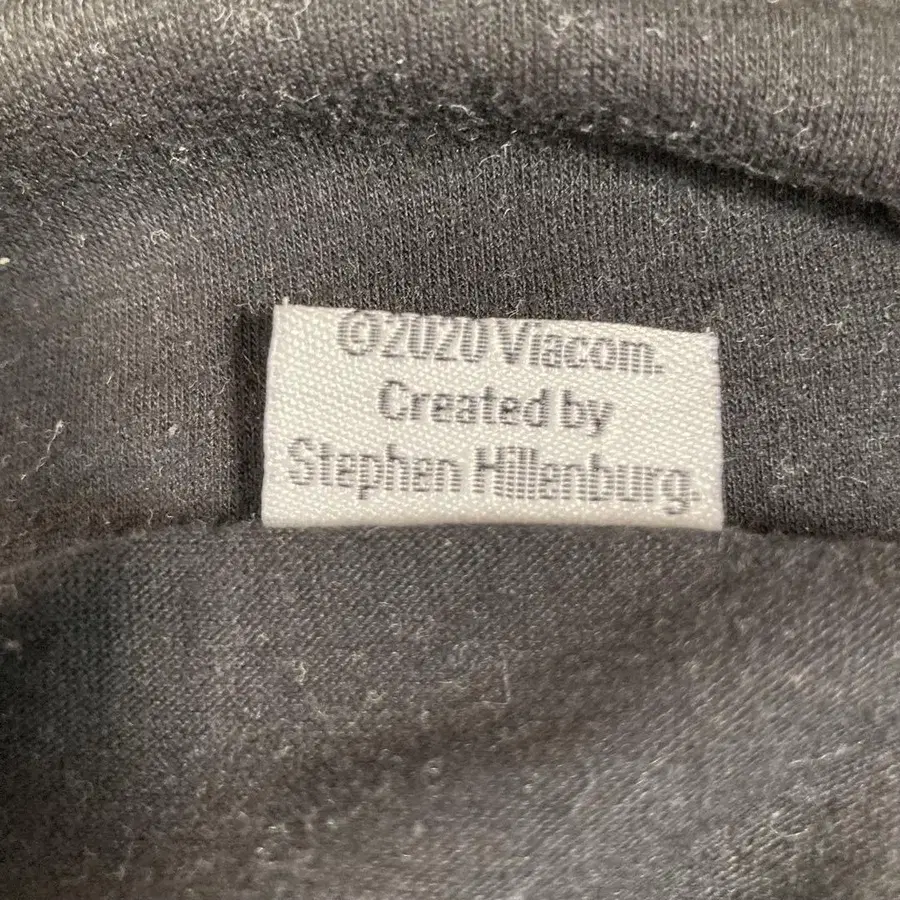 ©2020 Viacom.
Created by
Stephen Hillenburg.